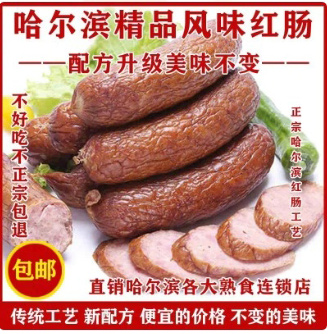 哈尔滨精品风味红肠
配方升级美味不变
不好吃不正宗包退
正宗哈尔滨红肠工艺
包邮
直销哈尔滨各大熟食连锁店
传统工艺 新配方 便宜的价格 不变的美味